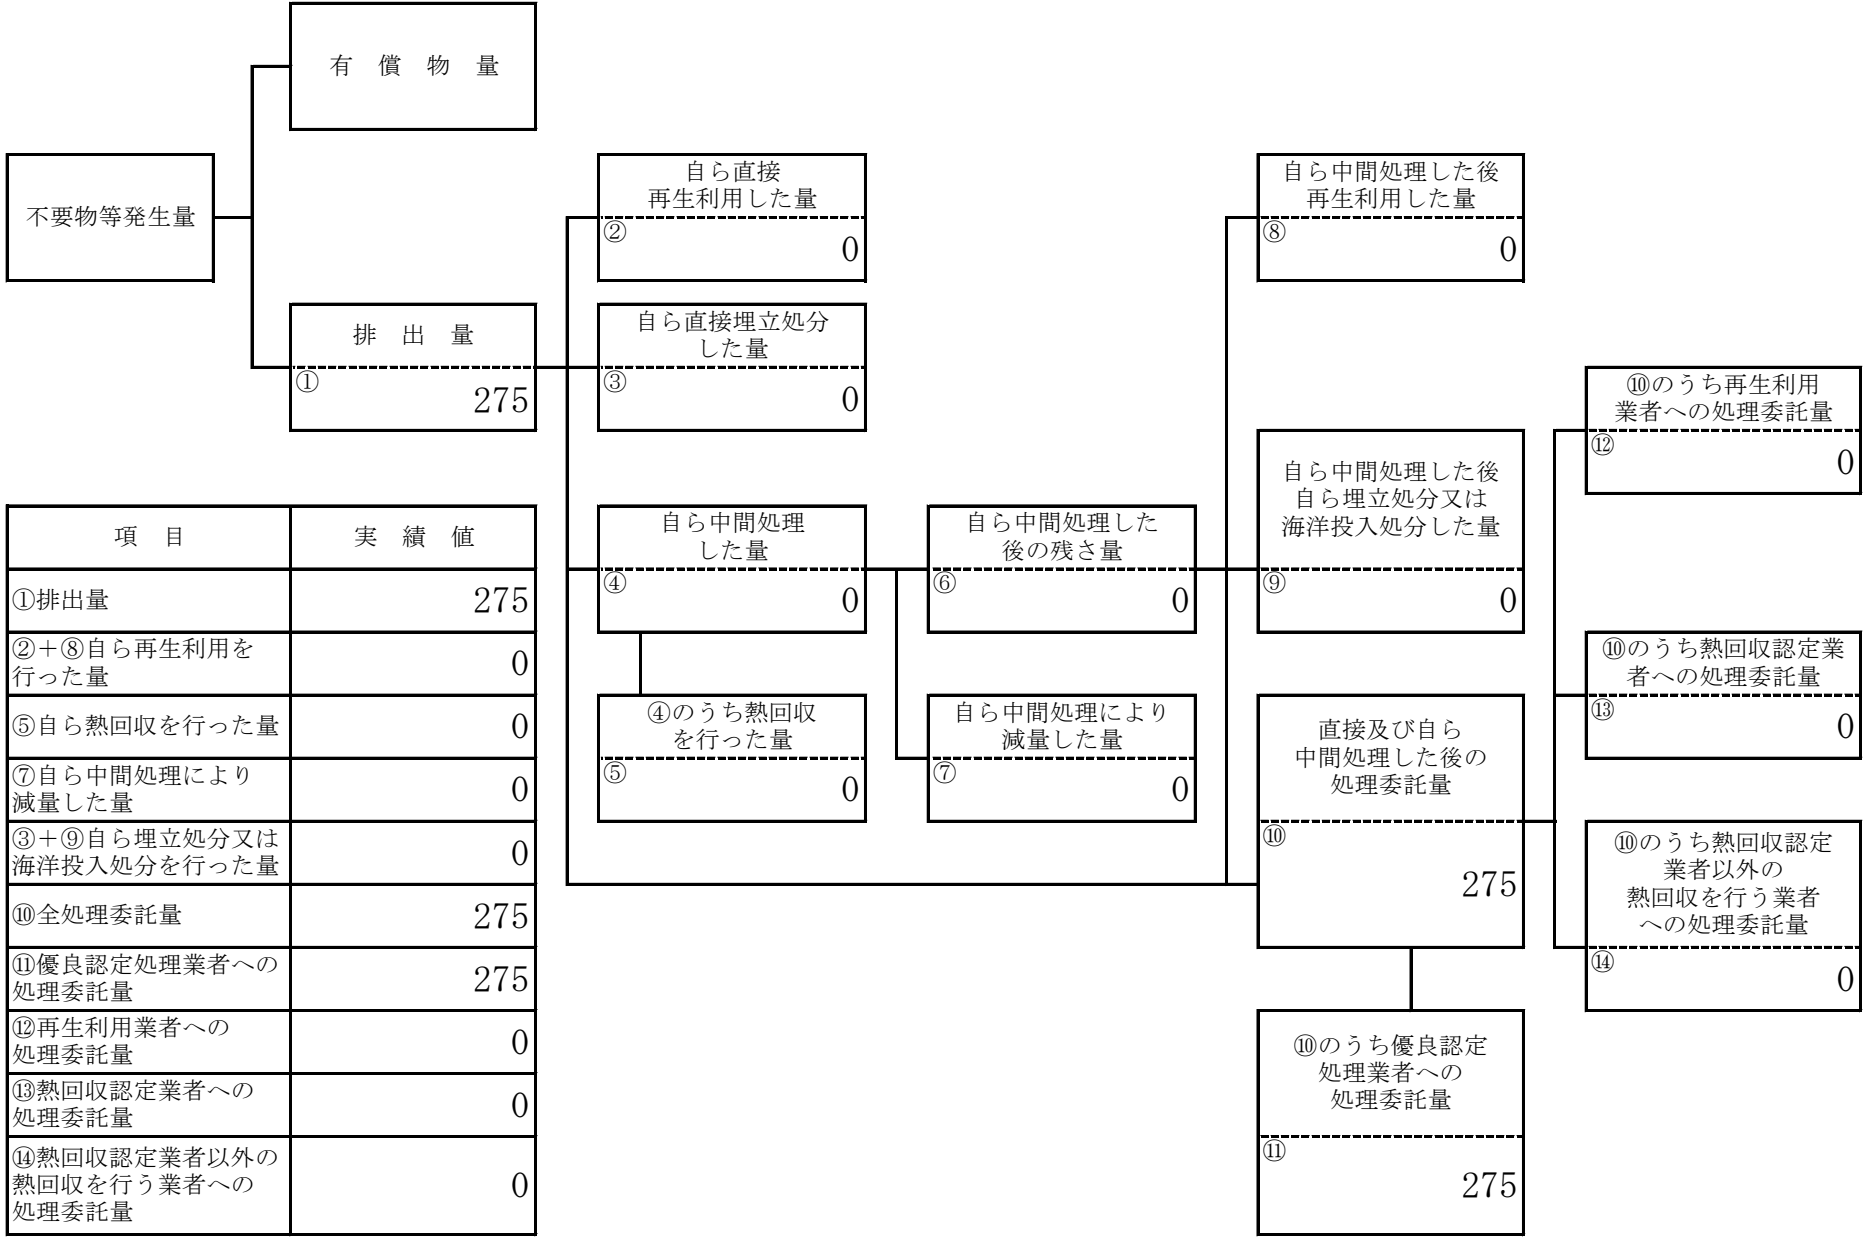 有　償　物　量
不要物等発生量
排　出　量
①
275
自ら直接
再生利用した量
②
0
自ら直接埋立処分
した量
③
0
自ら中間処理
した量
④
0
④のうち熱回収
を行った量
⑤
0
自ら中間処理した
後の残さ量
⑥
0
自ら中間処理により
減量した量
⑦
0
自ら中間処理した後
再生利用した量
⑧
0
自ら中間処理した後
自ら埋立処分又は
海洋投入処分した量
⑨
0
直接及び自ら
中間処理した後の
処理委託量
⑩
275
⑩のうち優良認定
処理業者への
処理委託量
⑪
275
⑩のうち再生利用
業者への処理委託量
⑫
0
⑩のうち熱回収認定業
者への処理委託量
⑬
0
⑩のうち熱回収認定
業者以外の
熱回収を行う業者
への処理委託量
⑭
0
項　目
実　績　値
①排出量
275
②＋⑧自ら再生利用を
行った量
0
⑤自ら熱回収を行った量
0
⑦自ら中間処理により
減量した量
0
③＋⑨自ら埋立処分又は
海洋投入処分を行った量
0
⑩全処理委託量
275
⑪優良認定処理業者への
処理委託量
275
⑫再生利用業者への
処理委託量
0
⑬熱回収認定業者への
処理委託量
0
⑭熱回収認定業者以外の
熱回収を行う業者への
処理委託量
0